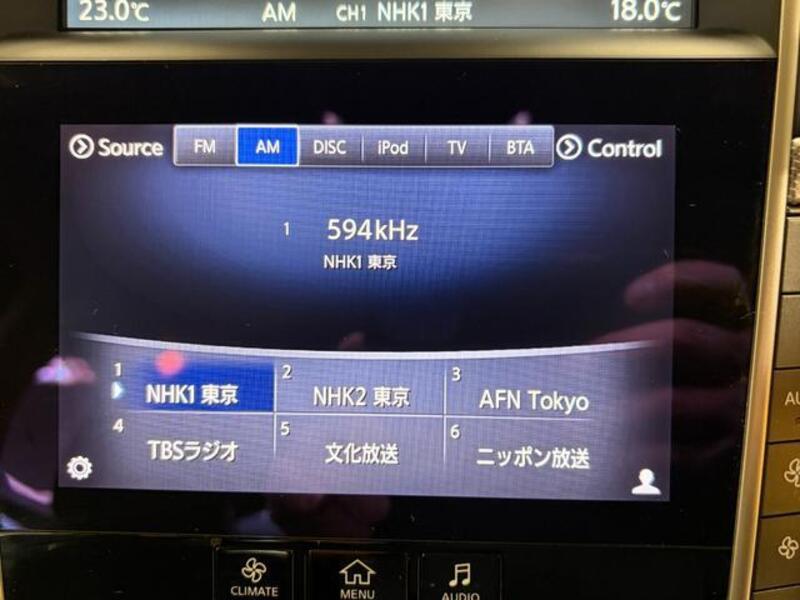 23.0℃ AM CH1 NHK1 東京 18.0℃
Source FM AM DISC iPod TV BTA Control
1 594kHz
NHK1 東京
1 NHK1 東京 2 NHK2 東京 3 AFN Tokyo
4 TBSラジオ 5 文化放送 6 ニッポン放送
CLIMATE MENU AUDIO